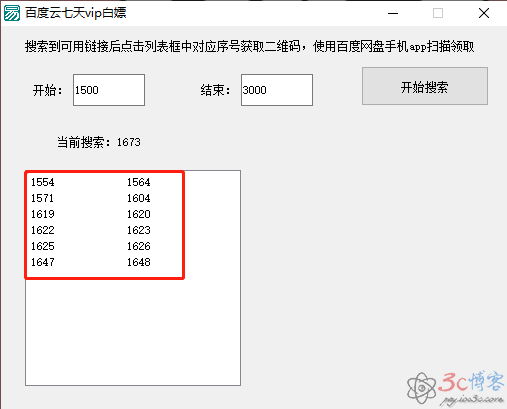 百度云七天vip白嫖
搜索到可用链接后点击列表框中对应序号获取二维码，使用百度网盘手机app扫描领取
开始： 1500 结束： 3000 开始搜索
当前搜索：1673
1554 1564
1571 1604
1619 1620
1622 1623
1625 1626
1647 1648
3c博客